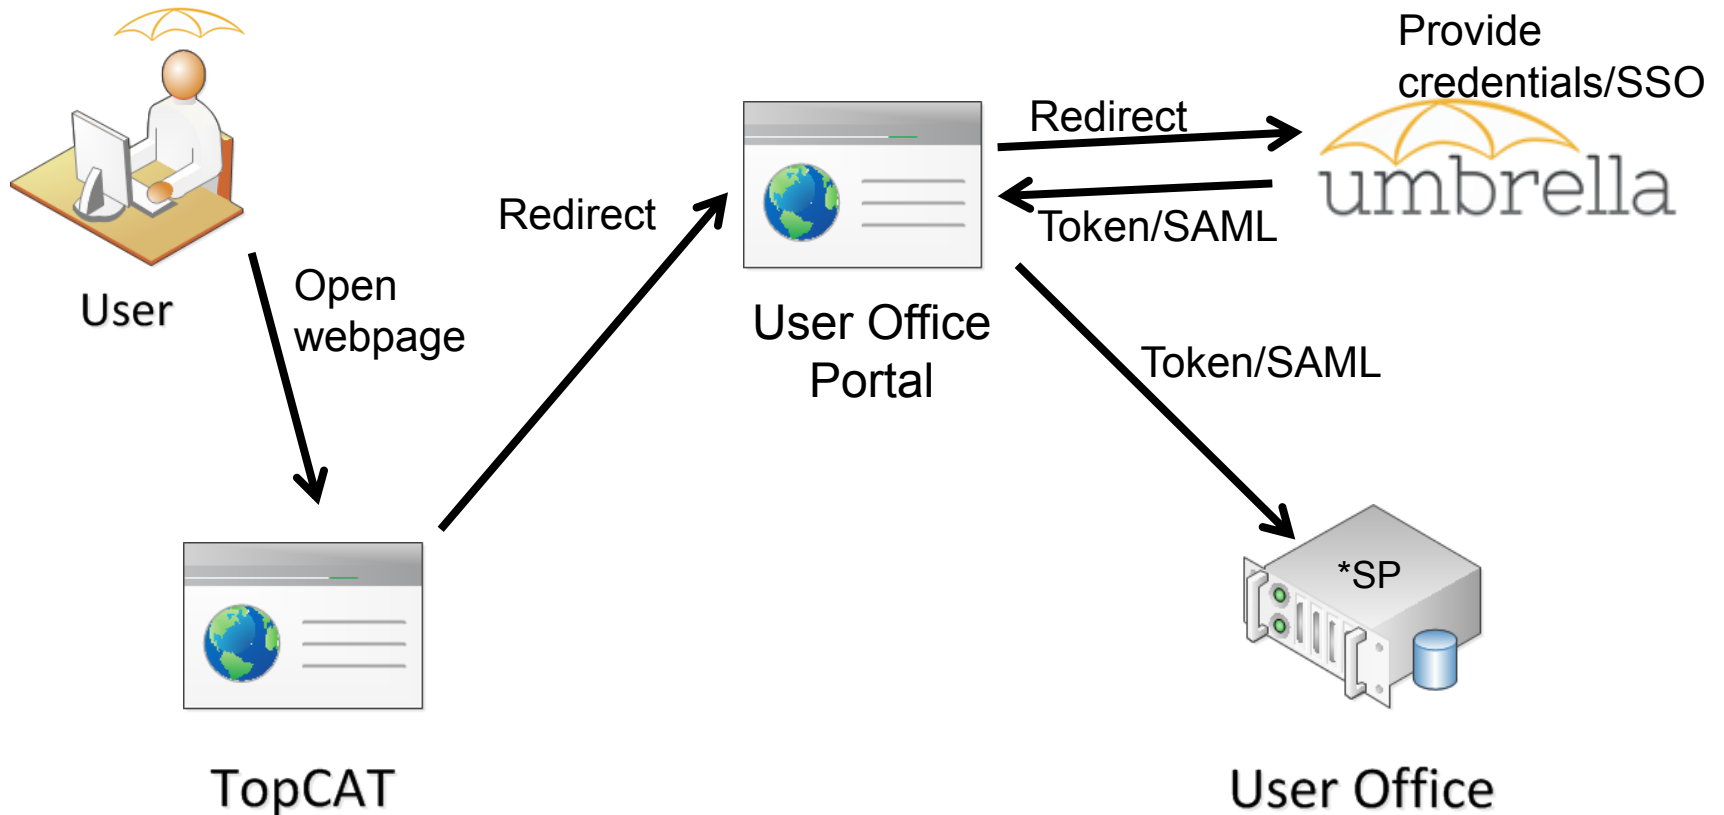 Provide
credentials/SSO
Redirect
umbrella
Redirect
Token/SAML
User
Open
webpage
User Office
Portal
Token/SAML
*SP
TopCAT
User Office